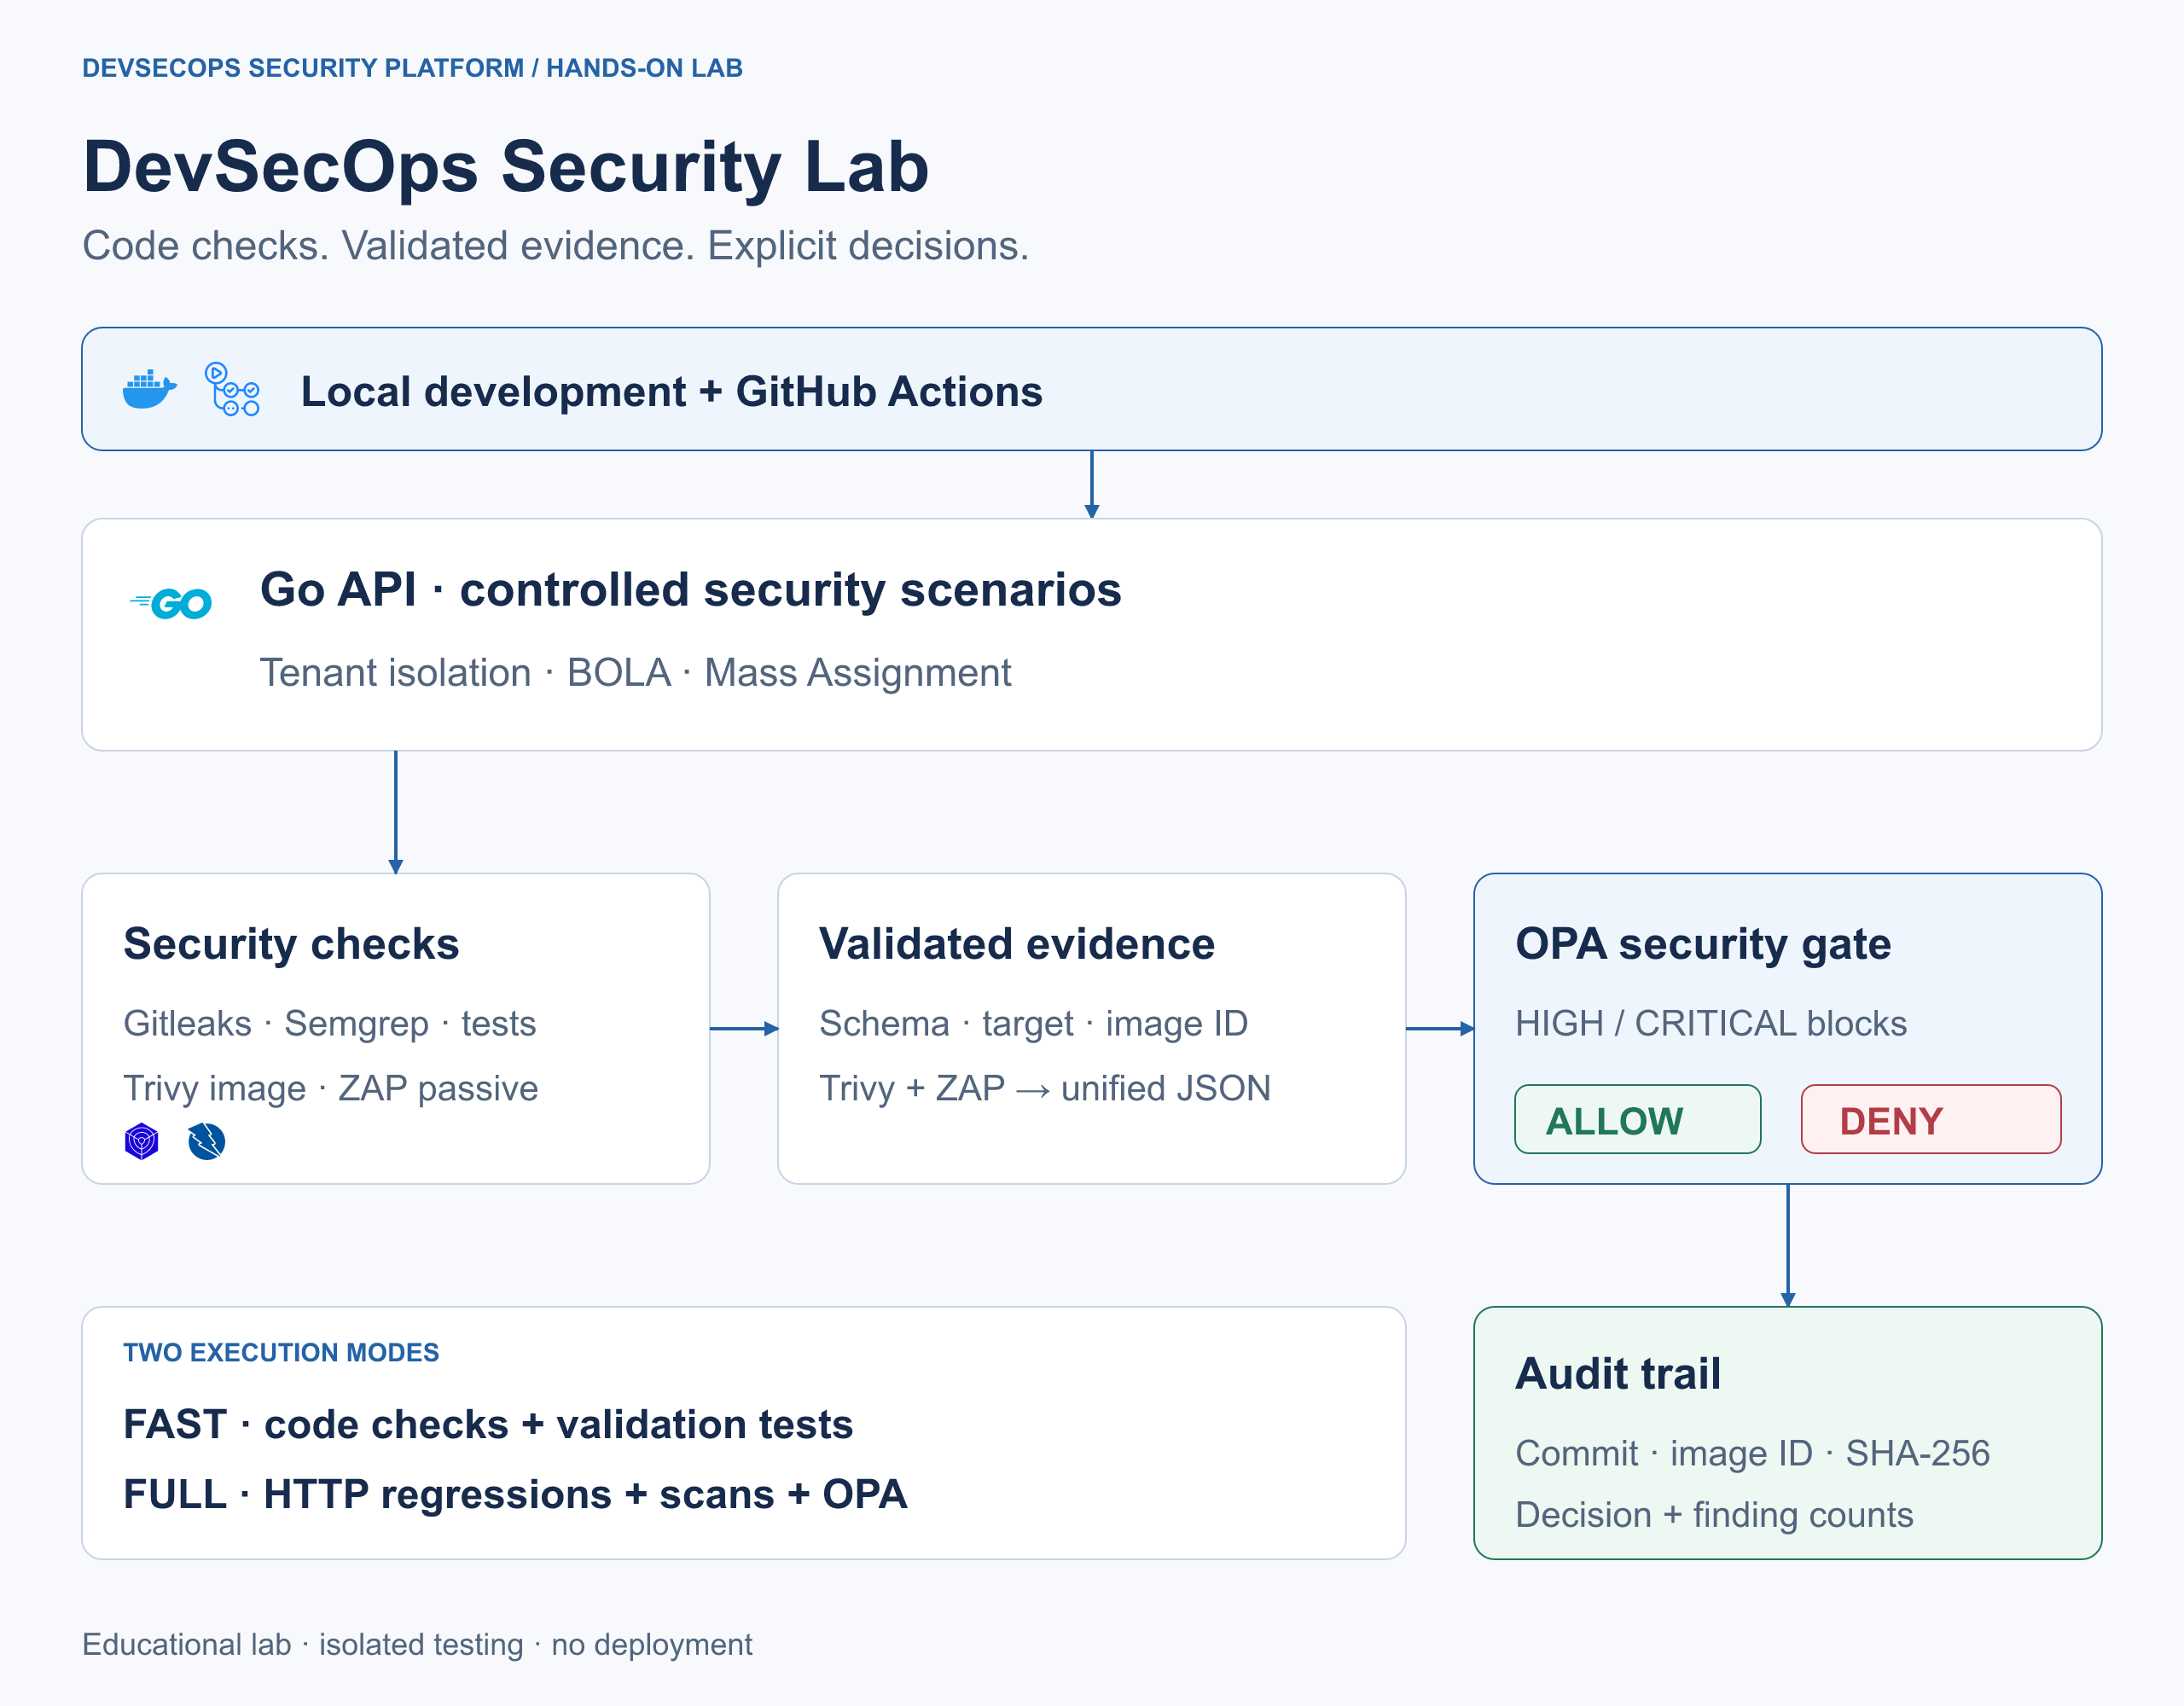 DEVSECOPS SECURITY PLATFORM / HANDS-ON LAB
DevSecOps Security Lab
Code checks. Validated evidence. Explicit decisions.
Local development + GitHub Actions
GO
Go API · controlled security scenarios
Tenant isolation · BOLA · Mass Assignment
Security checks
Gitleaks · Semgrep · tests
Trivy image · ZAP passive
Validated evidence
Schema · target · image ID
Trivy + ZAP → unified JSON
OPA security gate
HIGH / CRITICAL blocks
ALLOW
DENY
TWO EXECUTION MODES
FAST · code checks + validation tests
FULL · HTTP regressions + scans + OPA
Audit trail
Commit · image ID · SHA-256
Decision + finding counts
Educational lab · isolated testing · no deployment